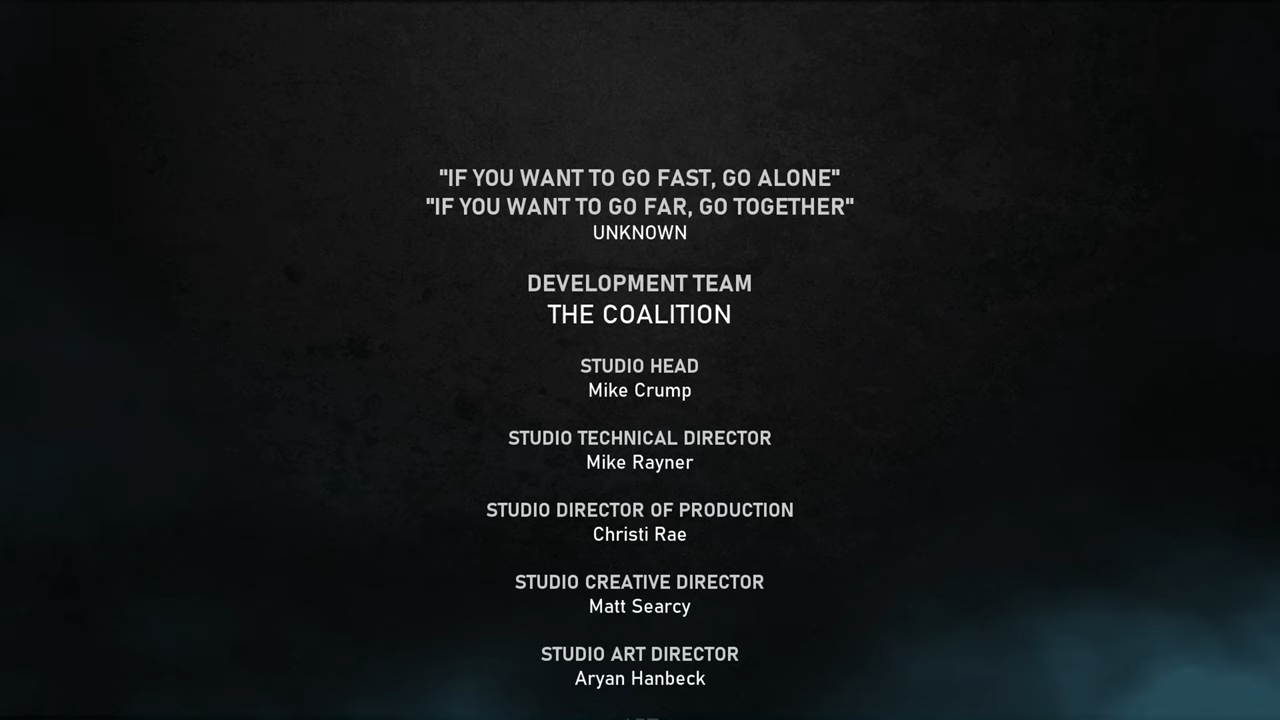 "IF YOU WANT TO GO FAST, GO ALONE"
"IF YOU WANT TO GO FAR, GO TOGETHER"
UNKNOWN
DEVELOPMENT TEAM
THE COALITION
STUDIO HEAD
Mike Crump
STUDIO TECHNICAL DIRECTOR
Mike Rayner
STUDIO DIRECTOR OF PRODUCTION
Christi Rae
STUDIO CREATIVE DIRECTOR
Matt Searcy
STUDIO ART DIRECTOR
Aryan Hanbeck